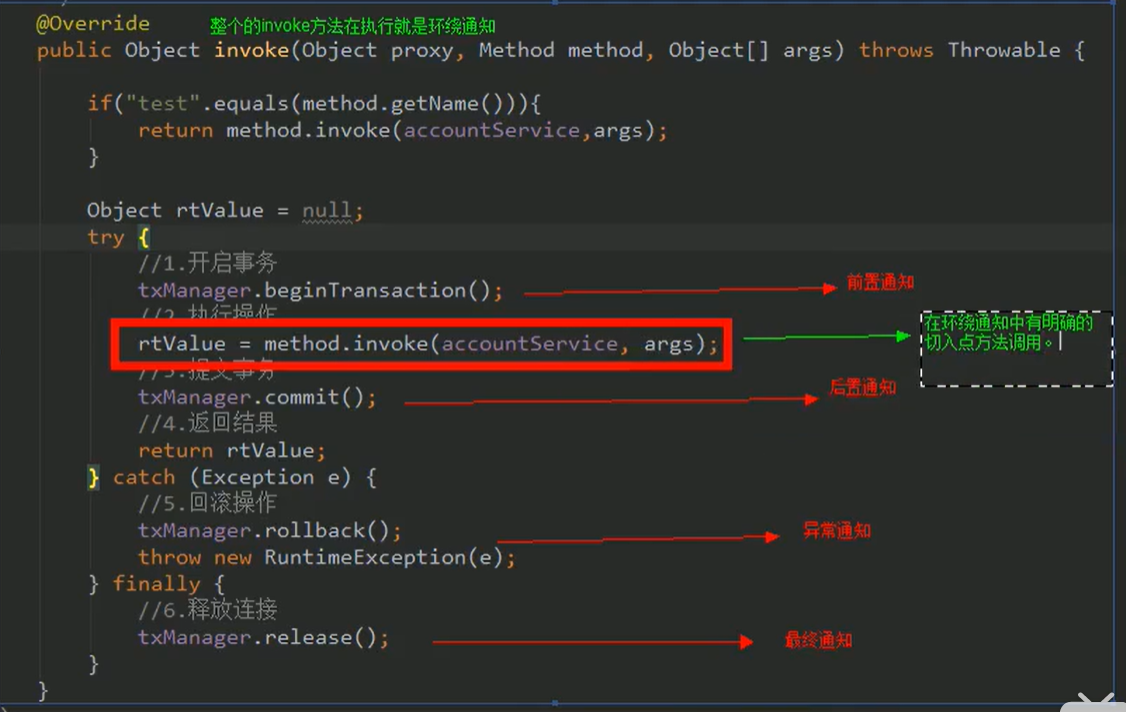 @Override 整个的invoke方法在执行就是环绕通知
public Object invoke(Object proxy, Method method, Object[] args) throws Throwable {
if("test".equals(method.getName())){
return method.invoke(accountService,args);
}
Object rtValue = null;
try {
//1.开启事务
txManager.beginTransaction(); 前置通知
//2.执行操作
rtValue = method.invoke(accountService, args); 在环绕通知中有明确的
切入点方法调用。
//3.提交事务
txManager.commit(); 后置通知
//4.返回结果
return rtValue;
} catch (Exception e) {
//5.回滚操作
txManager.rollback(); 异常通知
throw new RuntimeException(e);
} finally {
//6.释放连接
txManager.release(); 最终通知
}
}